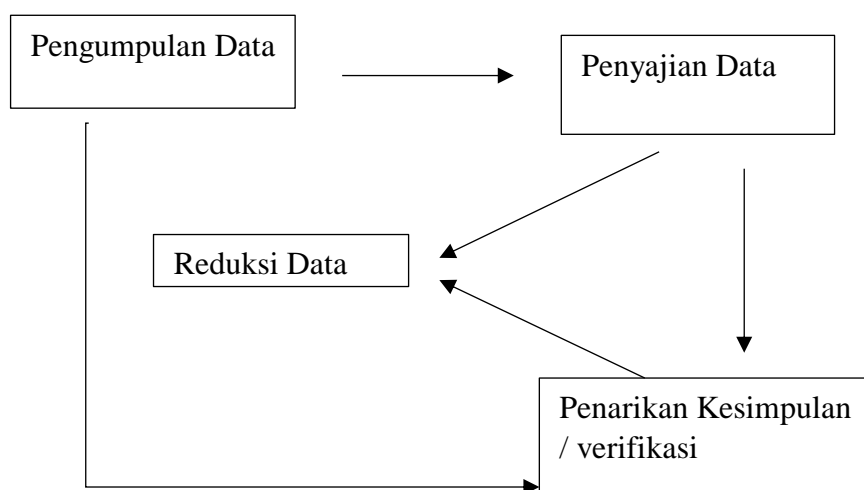 Pengumpulan Data
Penyajian Data
Reduksi Data
Penarikan Kesimpulan
/ verifikasi